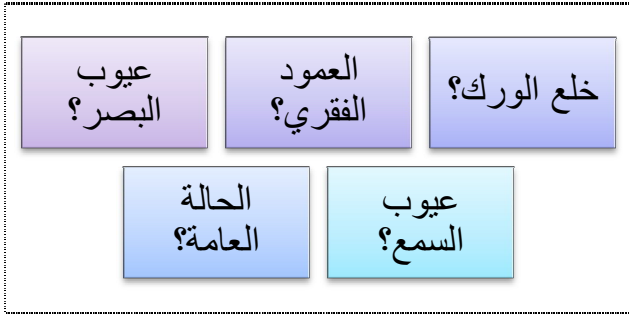 خلع الورك؟
العمود
الفقري؟
عيوب
البصر؟
عيوب
السمع؟
الحالة
العامة؟